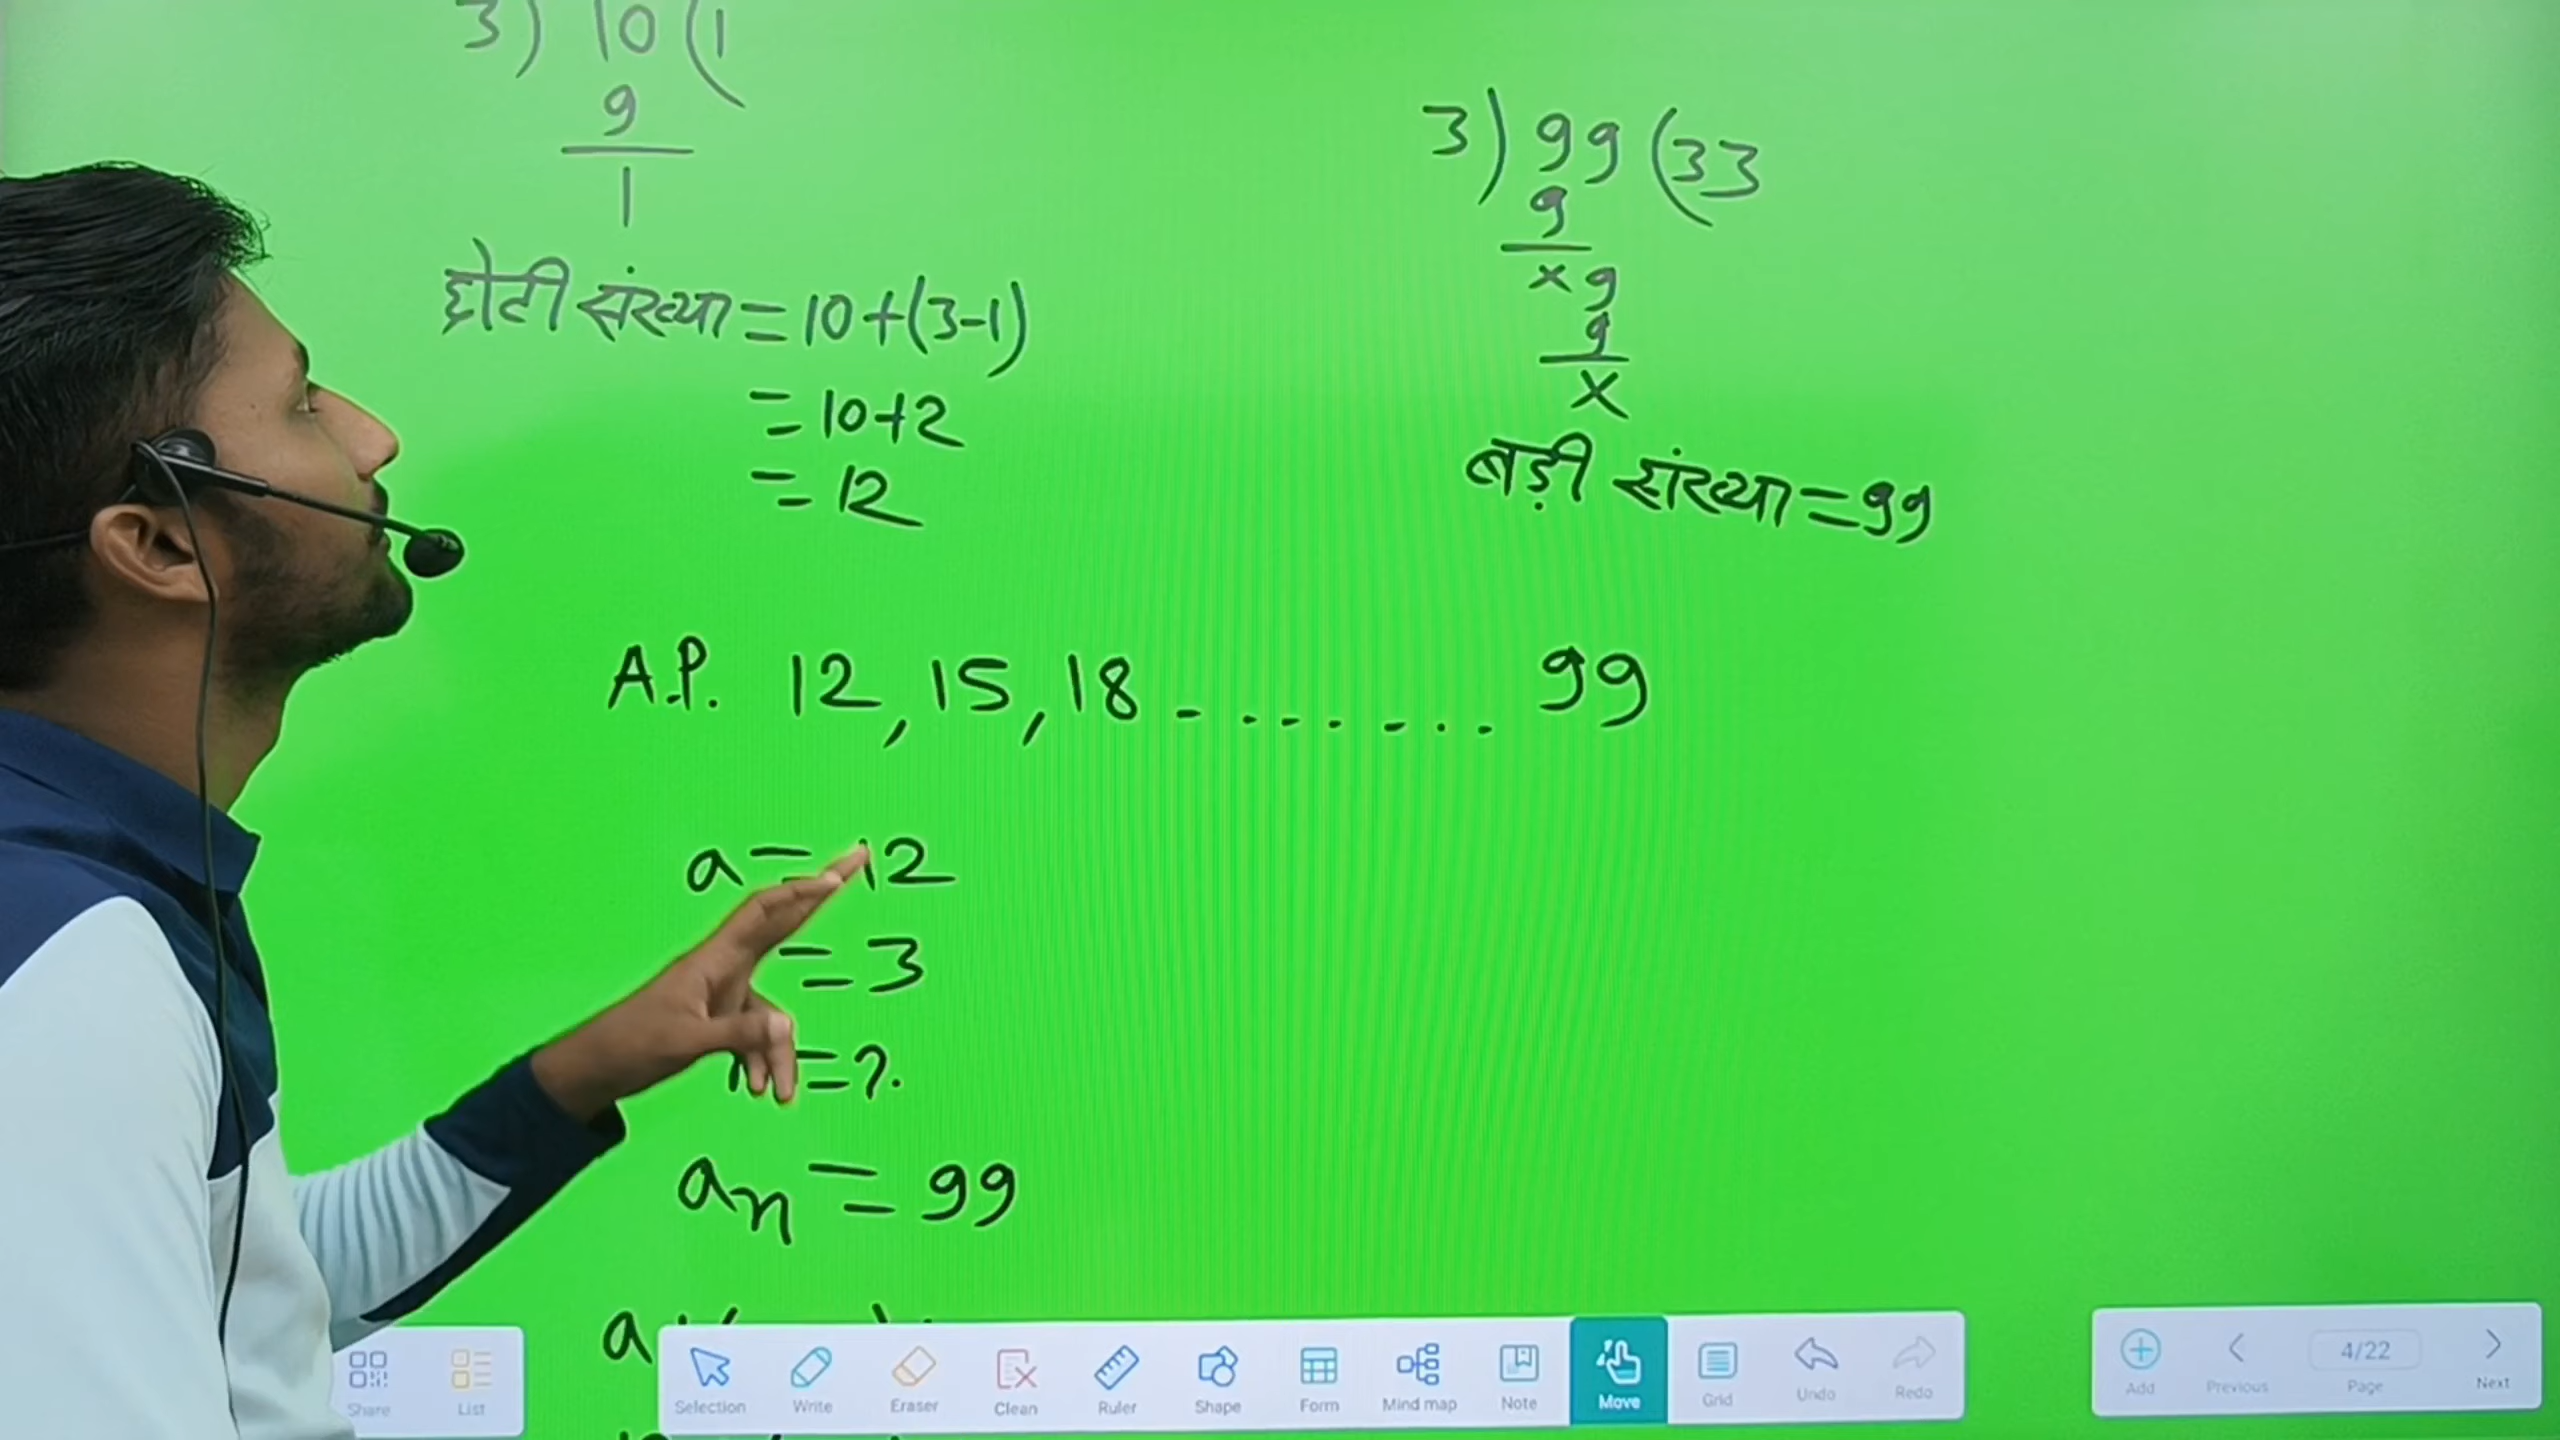 3) 10 (1
9
1
छोटी संख्या = 10+(3-1)
= 10+2
= 12
3) 99 (33
9
x9
9
x
बड़ी संख्या = 99
A.P. 12, 15, 18 - - - - - . . 99
a = 12
= 3
= ?.
an = 99
a
Share
List
Selection
Write
Eraser
Clean
Ruler
Shape
Form
Mind map
Note
Move
Grid
Undo
Redo
Add
Previous
4/22
Page
Next